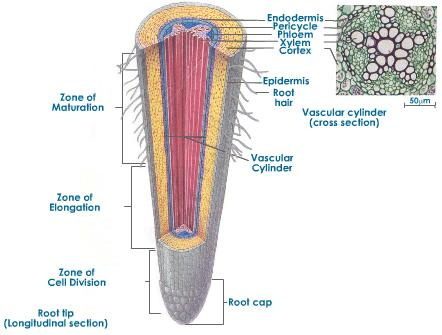 Endodermis
Pericycle
Phloem
Xylem
Cortex
Epidermis
Root
hair
Zone of
Maturation
50μm
Vascular cylinder
(cross section)
Vascular
Cylinder
Zone of
Elongation
Zone of
Cell Division
Root cap
Root tip
(Longitudinal section)